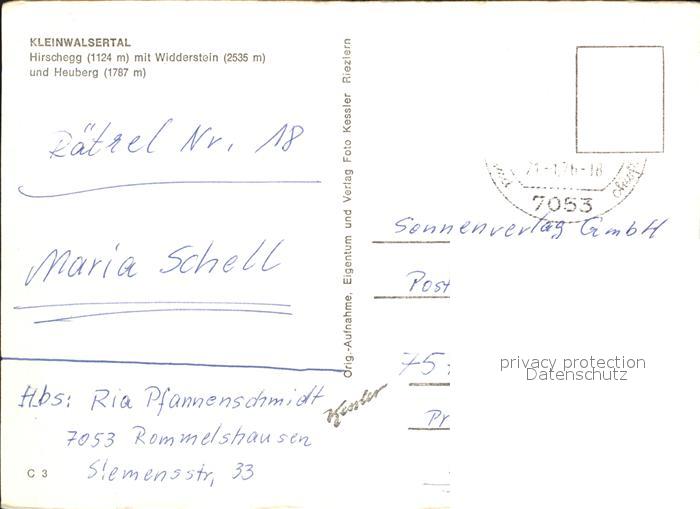 KLEINWALSERTAL
Hirschegg (1124 m) mit Widderstein (2535 m)
und Heuberg (1787 m)
Rätsel Nr. 18
Maria Schell
Abs: Ria Pfannenschmidt
7053 Rommelshausen
Siemensstr, 33
C 3
Orig.-Aufnahme, Eigentum und Verlag Foto Kessler Riezlern
Kessler
7053
Sonnenverlag GmbH
Post
75
Pr
privacy protection
Datenschutz